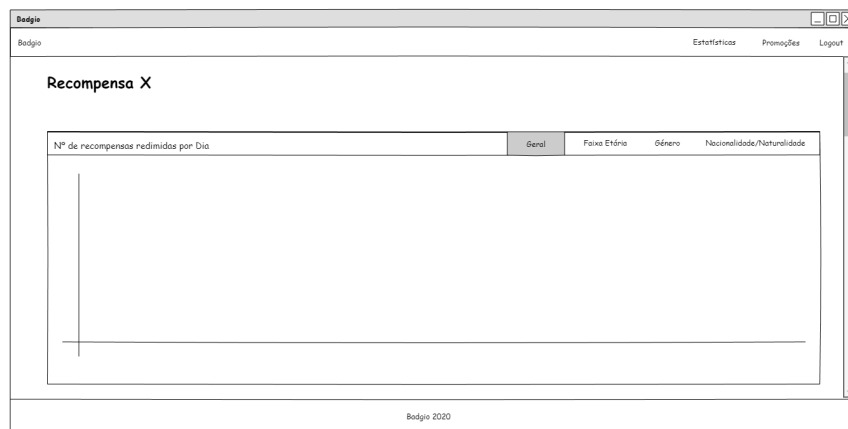 Badgio
Badgio Estatísticas Promoções Logout
Recompensa X
Nº de recompensas redimidas por Dia Geral Faixa Etária Género Nacionalidade/Naturalidade
Badgio 2020